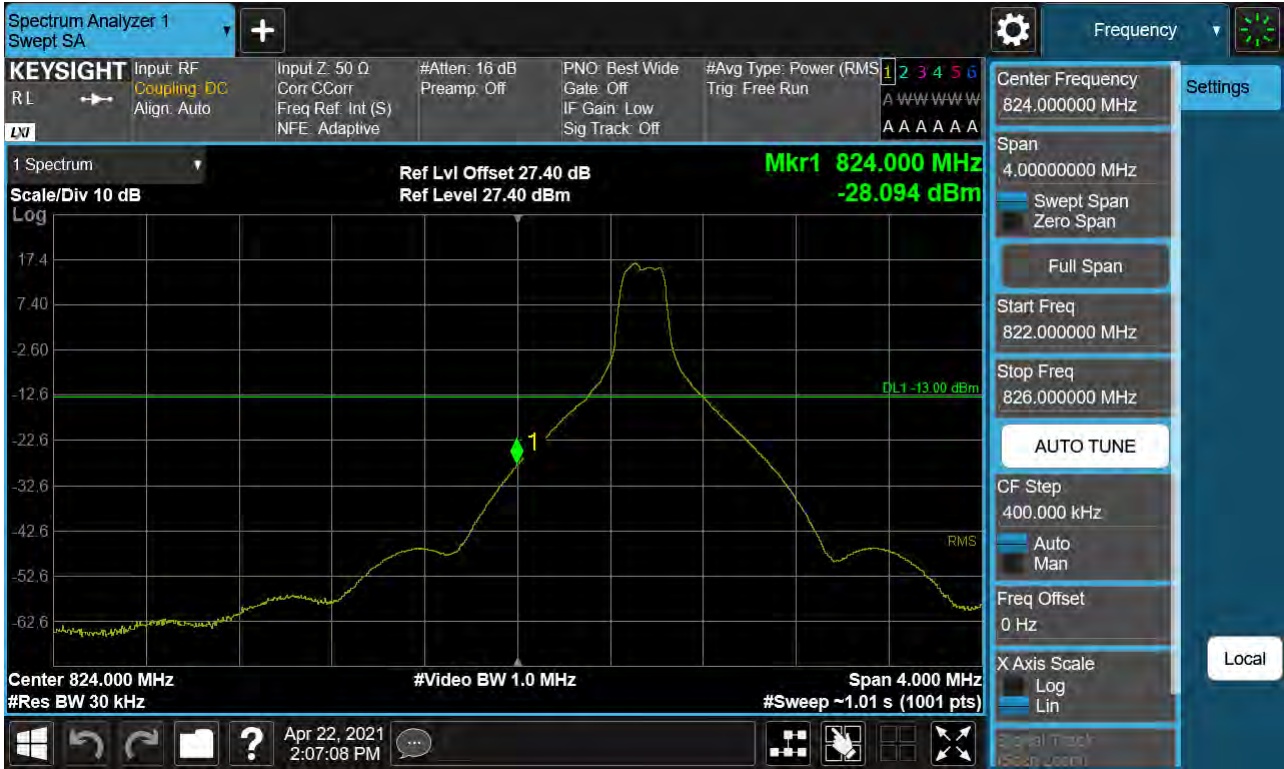 Spectrum Analyzer 1
Swept SA
+
Frequency
KEYSIGHT
RL
LXI
Input: RF
Coupling: DC
Align: Auto
Input Z: 50 Ω
Corr CCorr
Freq Ref: Int (S)
NFE: Adaptive
#Atten: 16 dB
Preamp: Off
PNO: Best Wide
Gate: Off
IF Gain: Low
Sig Track: Off
#Avg Type: Power (RMS
Trig: Free Run
1 2 3 4 5 6
A W W W W W
A A A A A A
1 Spectrum
Scale/Div 10 dB
Log
Ref Lvl Offset 27.40 dB
Ref Level 27.40 dBm
Mkr1 824.000 MHz
-28.094 dBm
17.4
7.40
-2.60
-12.6
-22.6
-32.6
-42.6
-52.6
-62.6
DL1 -13.00 dBm
1
RMS
Center 824.000 MHz
#Video BW 1.0 MHz
Span 4.000 MHz
#Res BW 30 kHz
#Sweep ~1.01 s (1001 pts)
Center Frequency
824.000000 MHz
Span
4.00000000 MHz
Swept Span
Zero Span
Full Span
Start Freq
822.000000 MHz
Stop Freq
826.000000 MHz
AUTO TUNE
CF Step
400.000 kHz
Auto
Man
Freq Offset
0 Hz
X Axis Scale
Log
Lin
Signal Track
(Span Zoom)
Settings
Local
?
Apr 22, 2021
2:07:08 PM